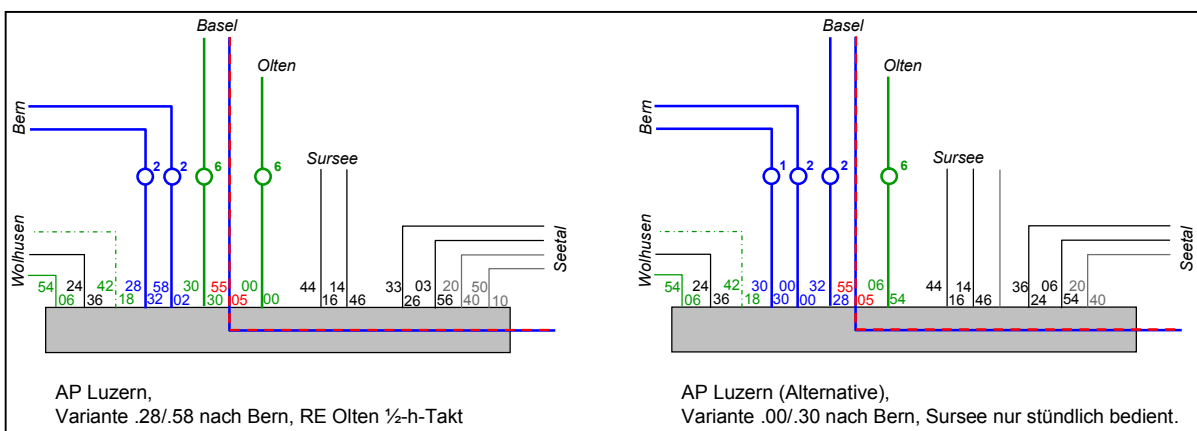 Basel
Olten
Bern
2 2 6 6
Sursee
Wolhusen
Seetal
54 24 42 28 58 30 55 00 44 14 33 03 20 50
06 36 18 32 02 30 05 00 16 46 26 56 40 10
AP Luzern,
Variante .28/.58 nach Bern, RE Olten ½-h-Takt
Basel
Olten
Bern
1 2 2 6
Sursee
Wolhusen
Seetal
54 24 42 30 00 32 55 06 44 14 36 06 20
06 36 18 30 00 28 05 54 16 46 24 54 40
AP Luzern (Alternative),
Variante .00/.30 nach Bern, Sursee nur stündlich bedient.